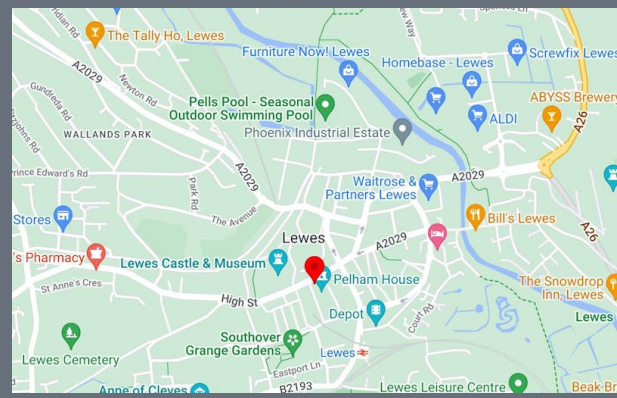 The Tally Ho, Lewes
A2029
Newton Rd
Gundreda Rd
WALLANDS PARK
Prince Edward's Rd
Park Rd
The Avenue
A2029
Furniture Now! Lewes
Homebase - Lewes
Screwfix Lewes
ABYSS Brewery
A26
ALDI
Pells Pool - Seasonal
Outdoor Swimming Pool
Phoenix Industrial Estate
Waitrose &
Partners Lewes
A2029
Bill's Lewes
A26
Stores
's Pharmacy
St Anne's Cres
Lewes
A2029
Lewes Castle & Museum
Pelham House
High St
Depot
Court Rd
The Snowdrop
Inn, Lewes
Lewes
Southover
Grange Gardens
Lewes
Lewes Cemetery
Eastport Ln
Anne of Cleves
B2193
Lewes Leisure Centre
Beak Br